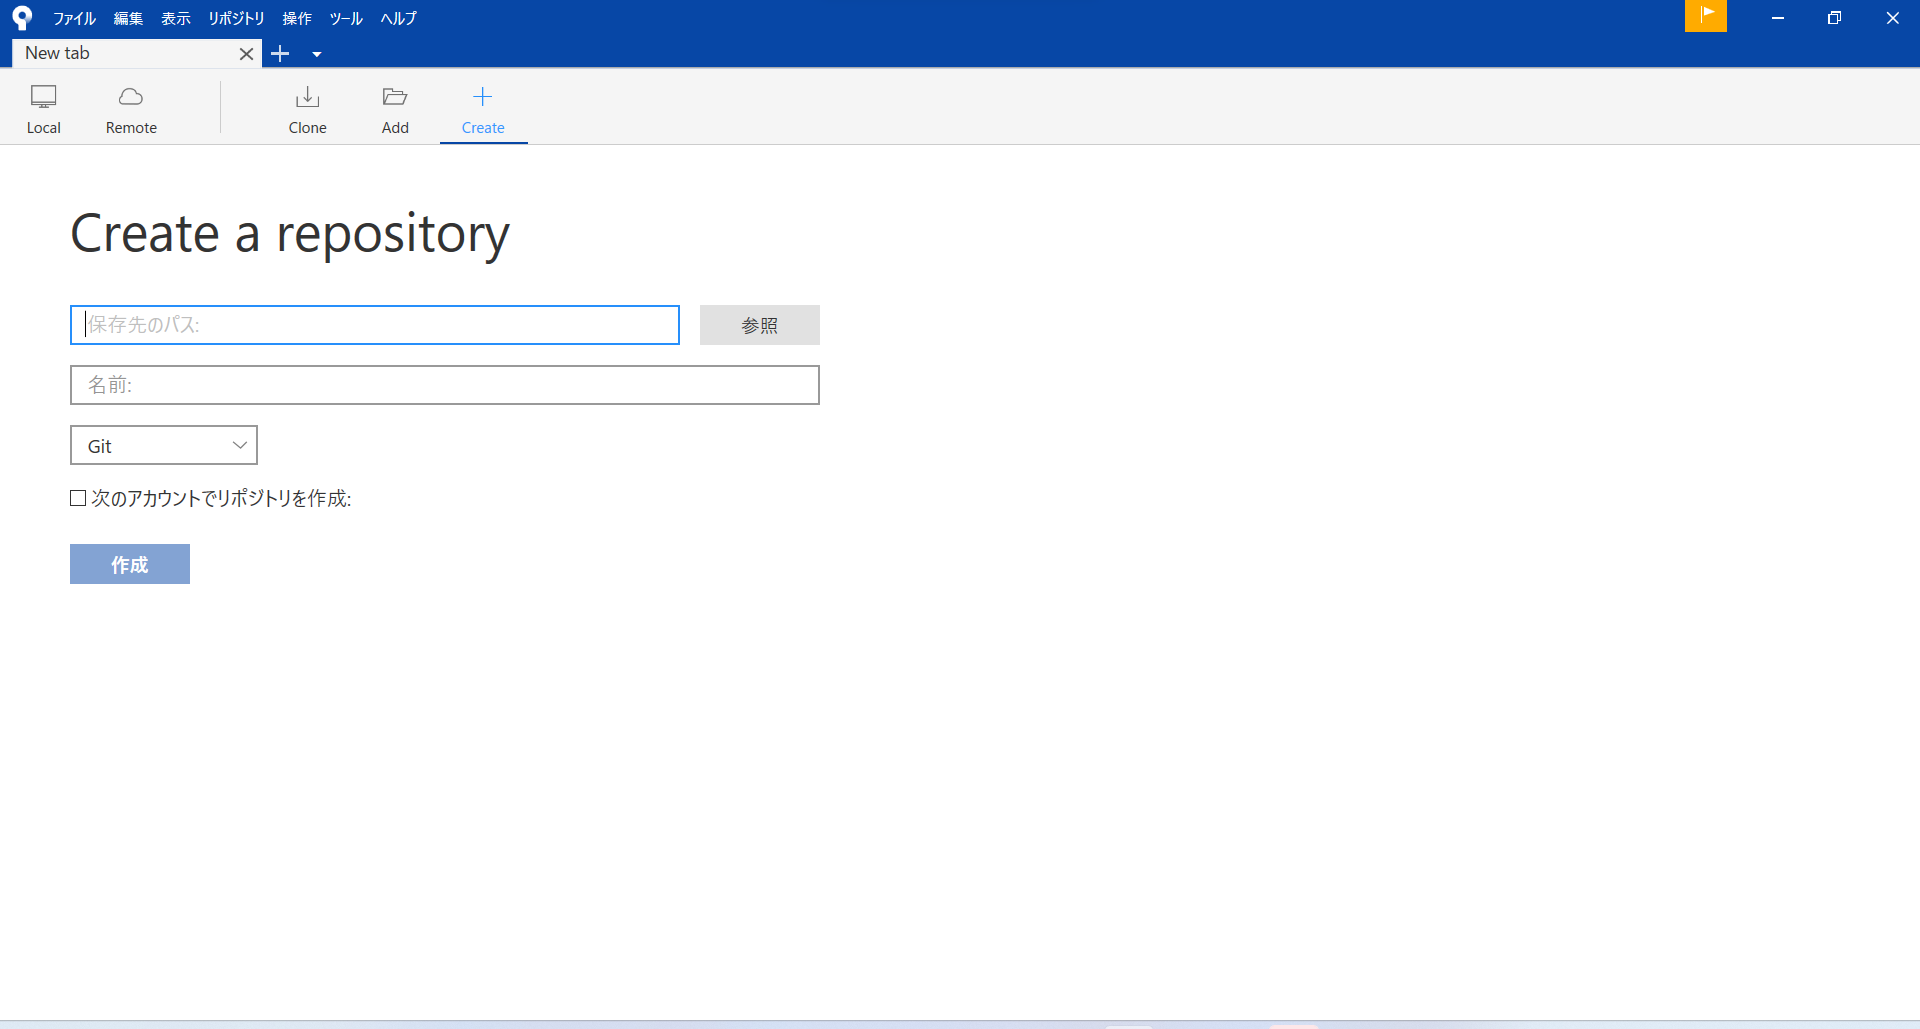 ファイル 編集 表示 リポジトリ 操作 ツール ヘルプ
New tab
Local Remote Clone Add Create
Create a repository
保存先のパス: 参照
名前:
Git
次のアカウントでリポジトリを作成:
作成